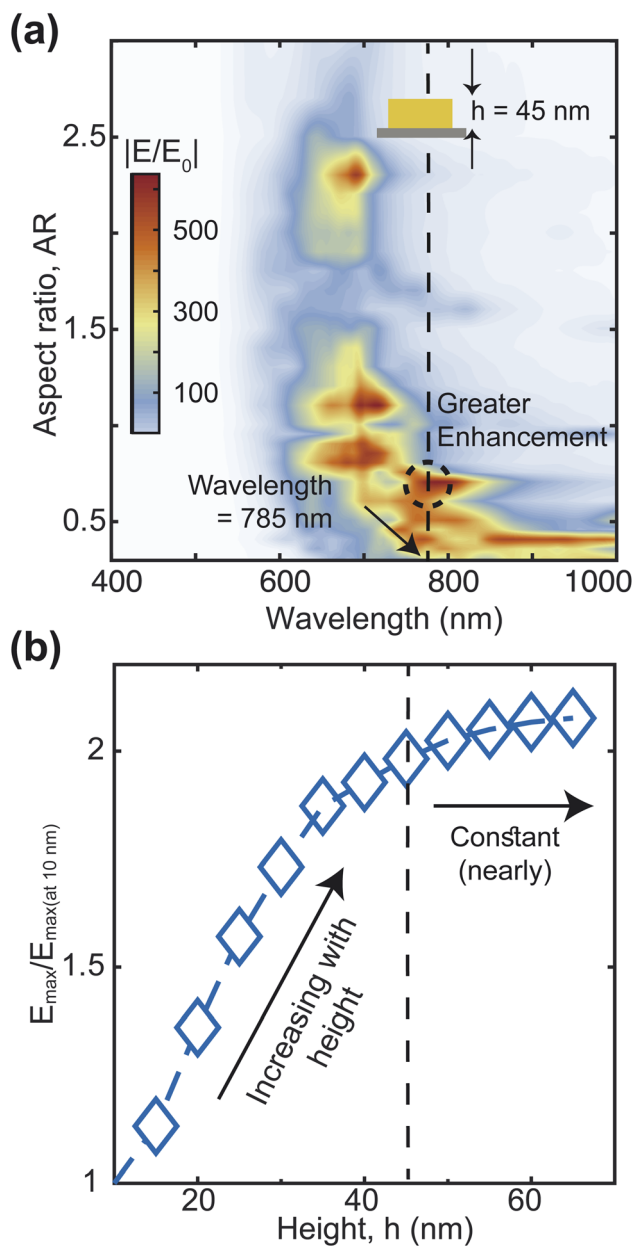 (a)
2.5
h = 45 nm
|E/E0|
500
300
100
Aspect ratio, AR
1.5
0.5
Greater
Enhancement
Wavelength
= 785 nm
400
600
800
1000
Wavelength (nm)
(b)
2
1
1
Emax/Emax(at 10 nm)
Constant
(nearly)
Increasing with
height
20
40
60
Height, h (nm)